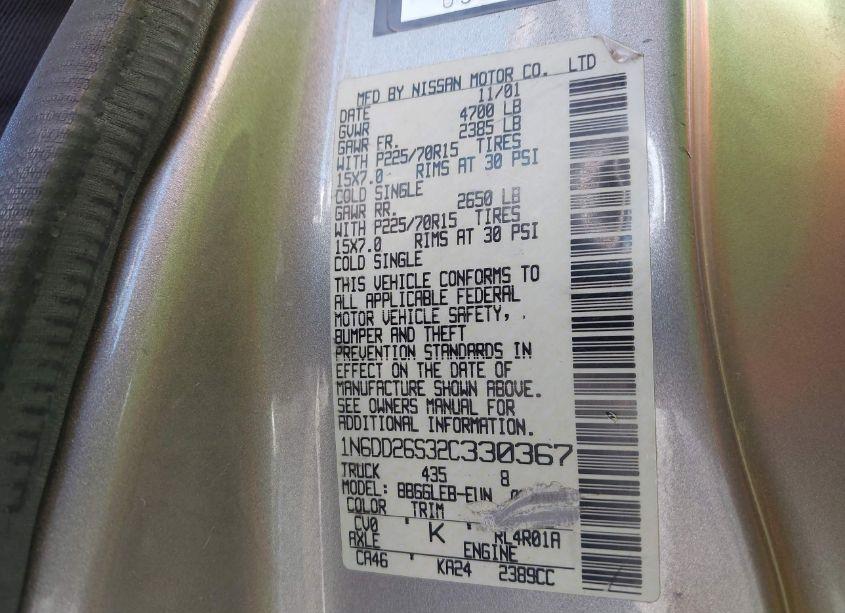 MFD BY NISSAN MOTOR CO. LTD
DATE 11/01
GVWR 4700 LB
GAWR FR. 2385 LB
WITH P225/70R15 TIRES
15X7.0 RIMS AT 30 PSI
COLD SINGLE
GAWR RR. 2650 LB
WITH P225/70R15 TIRES
15X7.0 RIMS AT 30 PSI
COLD SINGLE
THIS VEHICLE CONFORMS TO
ALL APPLICABLE FEDERAL
MOTOR VEHICLE SAFETY,
BUMPER AND THEFT
PREVENTION STANDARDS IN
EFFECT ON THE DATE OF
MANUFACTURE SHOWN ABOVE.
SEE OWNERS MANUAL FOR
ADDITIONAL INFORMATION.
1N6DD26S32C330367
TRUCK 435 8
MODEL:
COLOR TRIM
CV0 K RL4R01A
AXLE ENGINE
CA46 KA24 2389CC